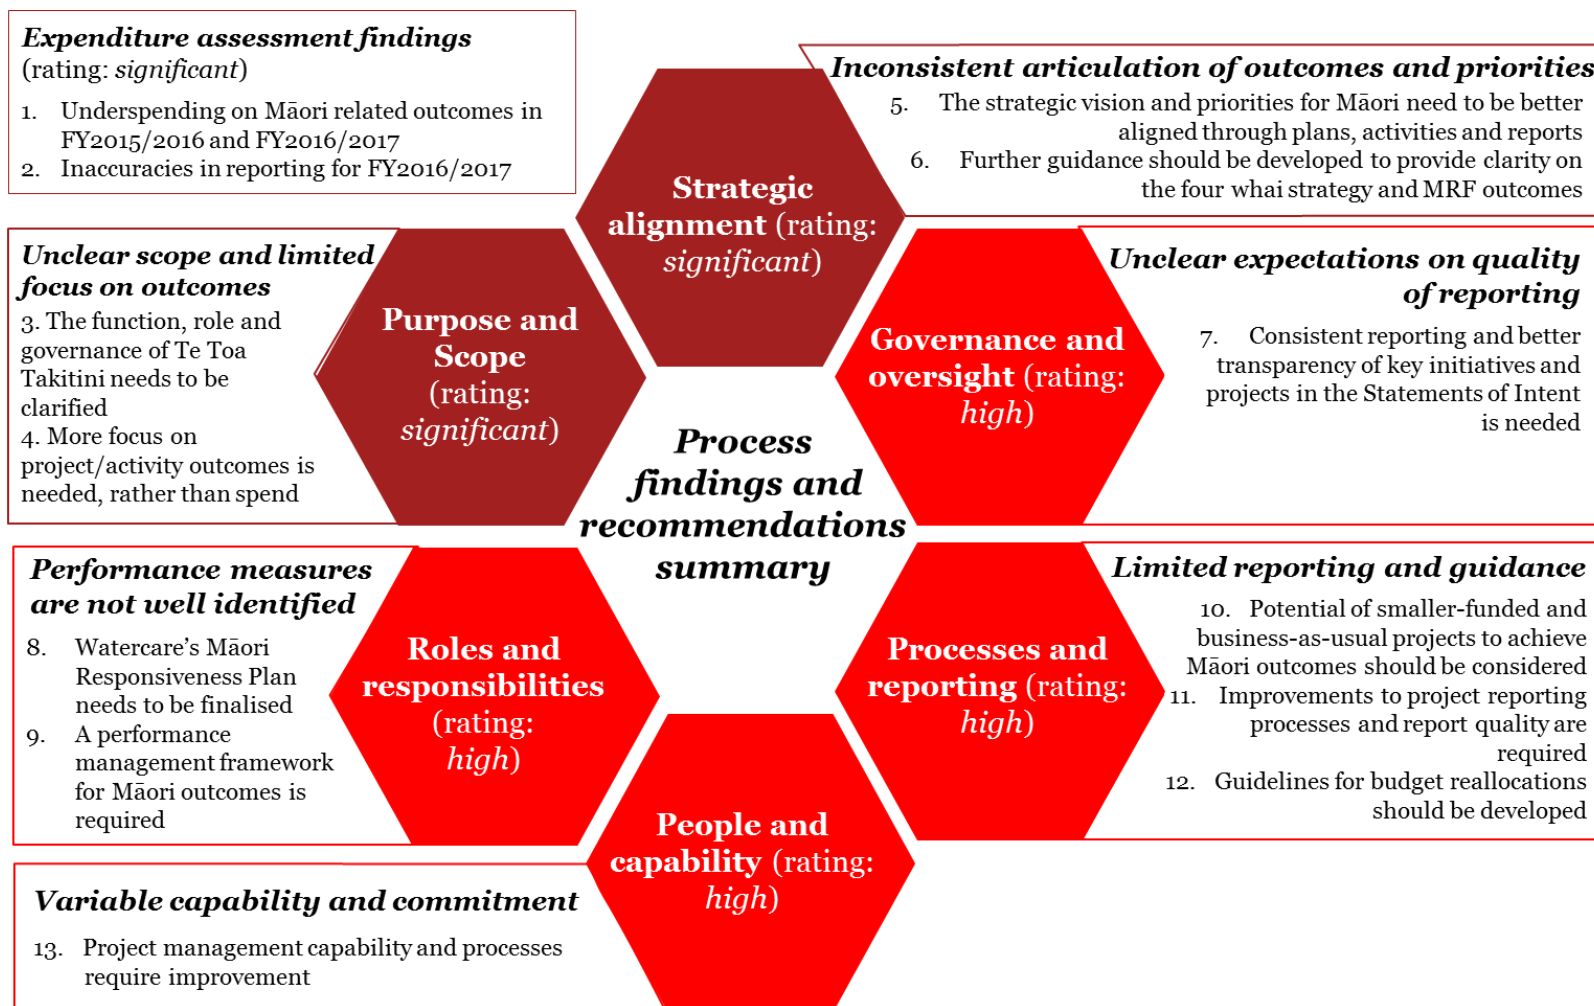 Expenditure assessment findings
(rating: significant)
1. Underspending on Māori related outcomes in
FY2015/2016 and FY2016/2017
2. Inaccuracies in reporting for FY2016/2017
Strategic
alignment (rating:
significant)
Inconsistent articulation of outcomes and priorities
5. The strategic vision and priorities for Māori need to be better
aligned through plans, activities and reports
6. Further guidance should be developed to provide clarity on
the four whai strategy and MRF outcomes
Unclear scope and limited
focus on outcomes
3. The function, role and
governance of Te Toa
Takitini needs to be
clarified
4. More focus on
project/activity outcomes is
needed, rather than spend
Purpose and
Scope
(rating:
significant)
Governance and
oversight (rating:
high)
Unclear expectations on quality
of reporting
7. Consistent reporting and better
transparency of key initiatives and
projects in the Statements of Intent
is needed
Process
findings and
recommendations
summary
Performance measures
are not well identified
8. Watercare's Māori
Responsiveness Plan
needs to be finalised
9. A performance
management framework
for Māori outcomes is
required
Roles and
responsibilities
(rating:
high)
Processes and
reporting (rating:
high)
Limited reporting and guidance
10. Potential of smaller-funded and
business-as-usual projects to achieve
Māori outcomes should be considered
11. Improvements to project reporting
processes and report quality are
required
12. Guidelines for budget reallocations
should be developed
People and
capability (rating:
high)
Variable capability and commitment
13. Project management capability and processes
require improvement